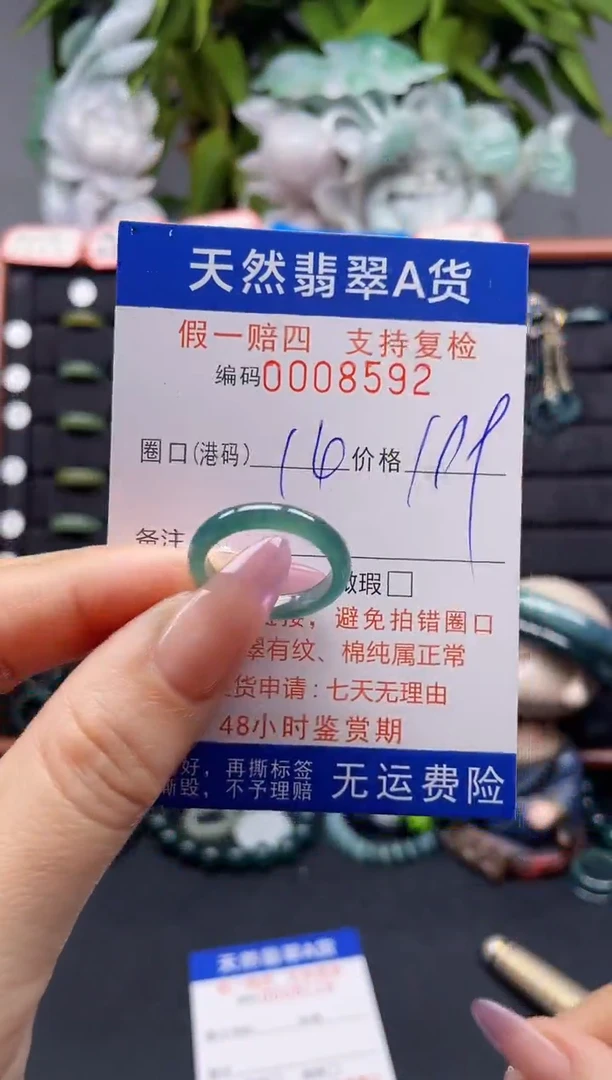 天然翡翠A货
假一赔四 支持复检
编码0008592
圈口(港码) 16 价格
备注
瑕□
避免拍错圈口
翠有纹、棉纯属正常
货申请:七天无理由
48小时鉴赏期
好,再撕标签
撕毁,不予理赔
无运费险
天然翡翠A货